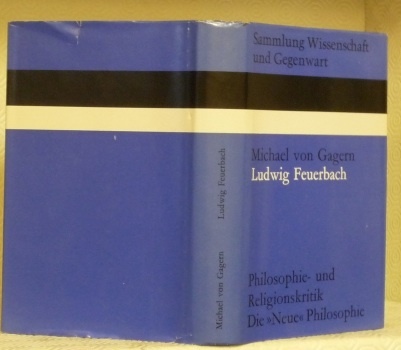 Sammlung Wissenschaft
und Gegenwart
Michael von Gagern
Ludwig Feuerbach
Philosophie- und
Religionskritik
Die »Neue« Philosophie
Michael von Gagern Ludwig Feuerbach